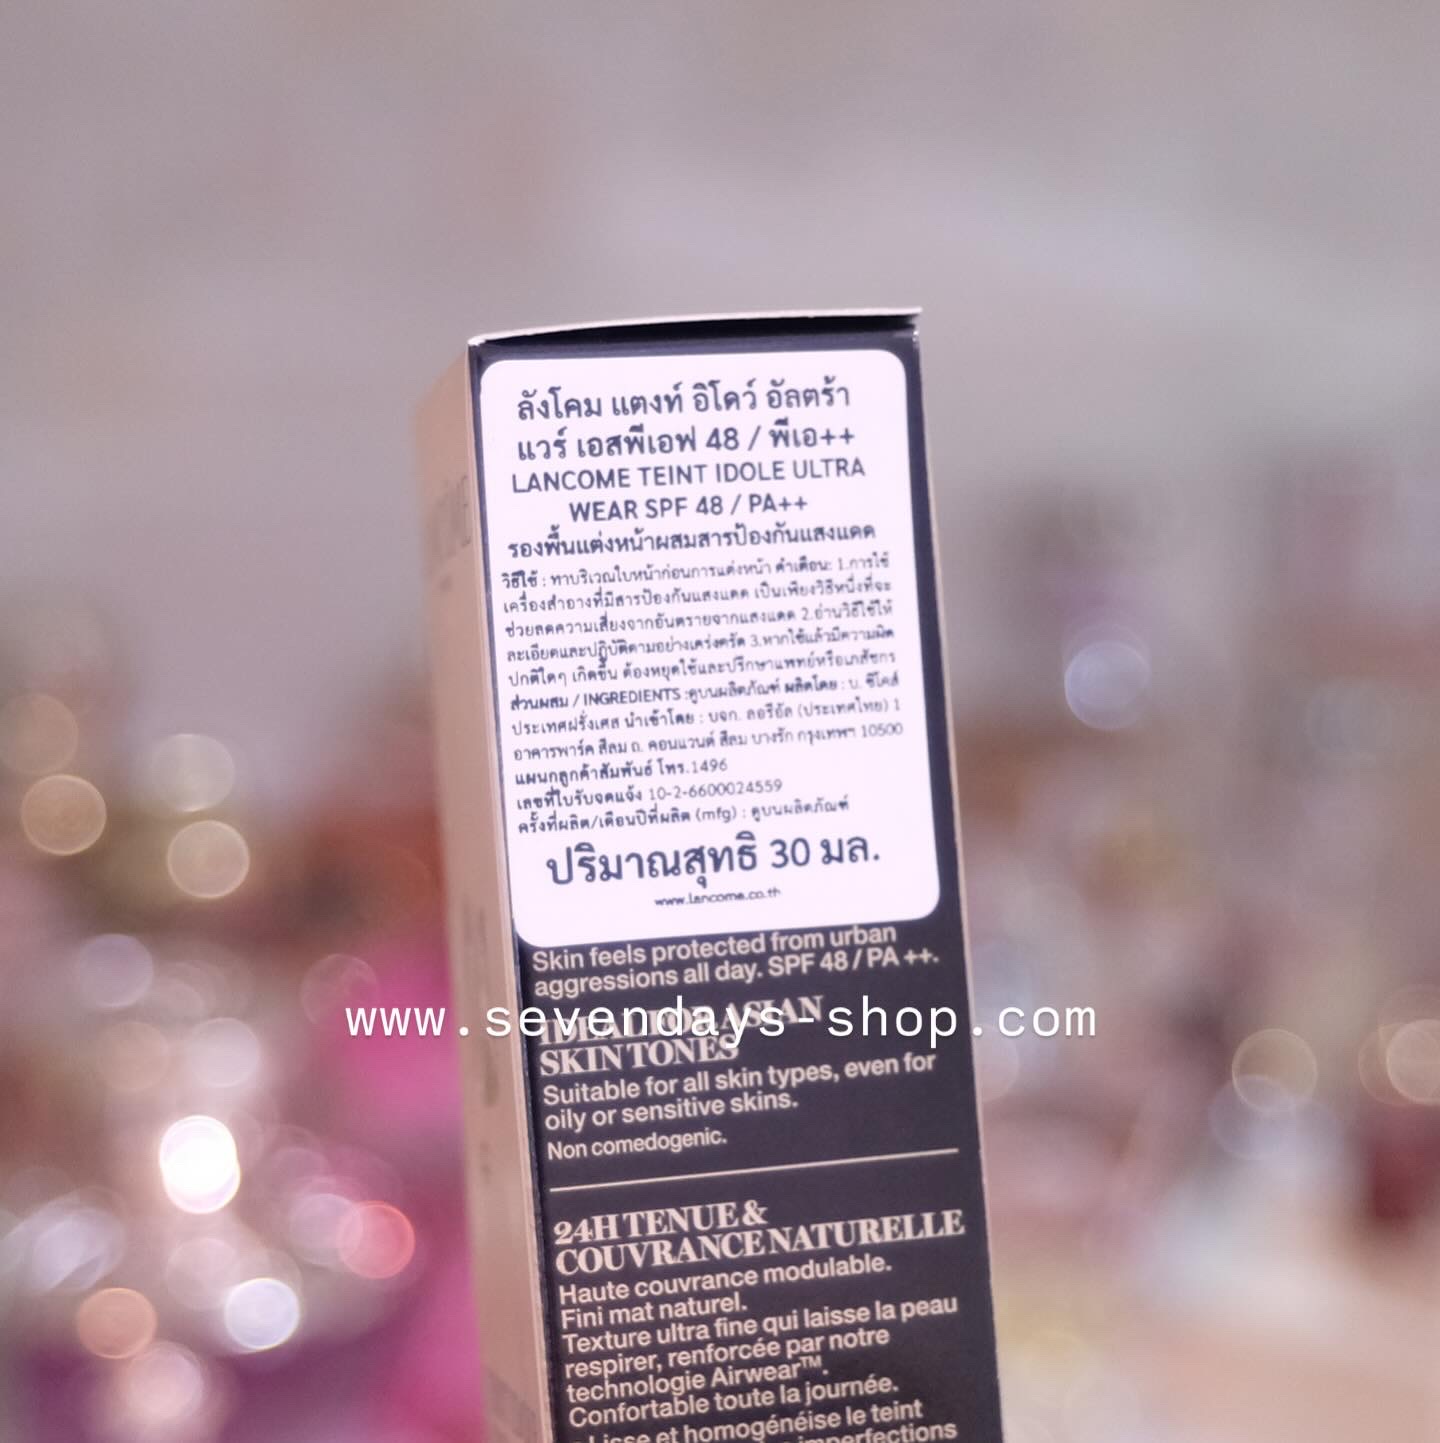 ลังโคม แตงท์ อิโดว์ อัลตร้า
แวร์ เอสพีเอฟ 48 / พีเอ++
LANCOME TEINT IDOLE ULTRA
WEAR SPF 48 / PA++
รองพื้นแต่งหน้าผสมสารป้องกันแสงแดด
วิธีใช้ : ทาบริเวณใบหน้าก่อนการแต่งหน้า คำเตือน: 1.การใช้
เครื่องสำอางที่มีสารป้องกันแสงแดด เป็นเพียงวิธีหนึ่งที่จะ
ช่วยลดความเสี่ยงจากอันตรายจากแสงแดด 2.อ่านวิธีใช้ให้
ละเอียดและปฏิบัติตามอย่างเคร่งครัด 3.หากใช้แล้วมีความผิด
ปกติใดๆ เกิดขึ้น ต้องหยุดใช้และปรึกษาแพทย์หรือเภสัชกร
ส่วนผสม / INGREDIENTS :ดูบนผลิตภัณฑ์ ผลิตโดย : บ. ซีโคส์
ประเทศฝรั่งเศส นำเข้าโดย : บจก. ลอรีอัล (ประเทศไทย) 1
อาคารพาร์ค สีลม ถ. คอนแวนต์ สีลม บางรัก กรุงเทพฯ 10500
แผนกลูกค้าสัมพันธ์ โทร.1496
เลขที่ใบรับจดแจ้ง 10-2-6600024559
ครั้งที่ผลิต/เดือนปีที่ผลิต (mfg) : ดูบนผลิตภัณฑ์
ปริมาณสุทธิ 30 มล.
www.lancome.co.th
Skin feels protected from urban
aggressions all day. SPF 48 / PA ++.
IDEAL FOR ASIAN
www.sevendays-shop.com
SKIN TONES
Suitable for all skin types, even for
oily or sensitive skins.
Non comedogenic.
24H TENUE &
COUVRANCE NATURELLE
Haute couvrance modulable.
Fini mat naturel.
Texture ultra fine qui laisse la peau
respirer, renforcée par notre
technologie Airwear™.
Confortable toute la journée.
Lisse et homogénéise le teint
imperfections